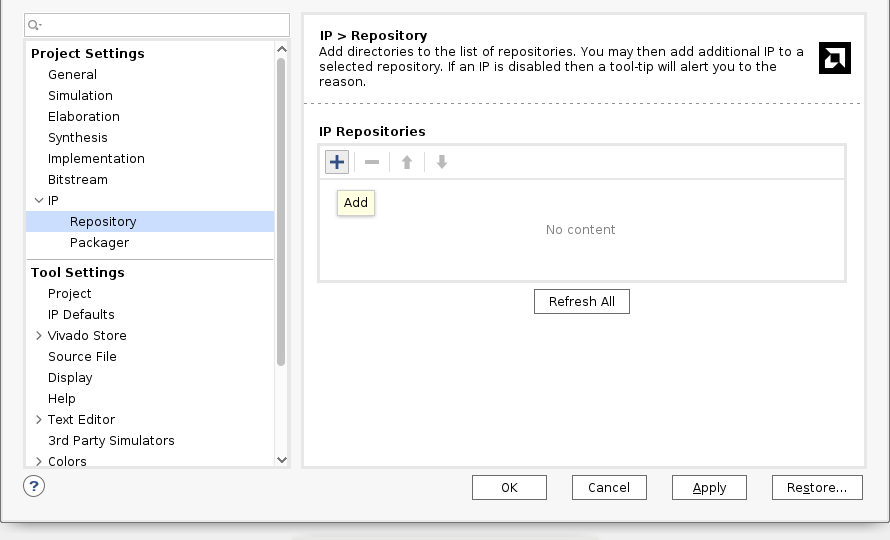 Project Settings
General
Simulation
Elaboration
Synthesis
Implementation
Bitstream
IP
Repository
Packager
Tool Settings
Project
IP Defaults
Vivado Store
Source File
Display
Help
Text Editor
3rd Party Simulators
Colors
IP > Repository
Add directories to the list of repositories. You may then add additional IP to a
selected repository. If an IP is disabled then a tool-tip will alert you to the
reason.
IP Repositories
Add
No content
Refresh All
?
OK
Cancel
Apply
Restore...